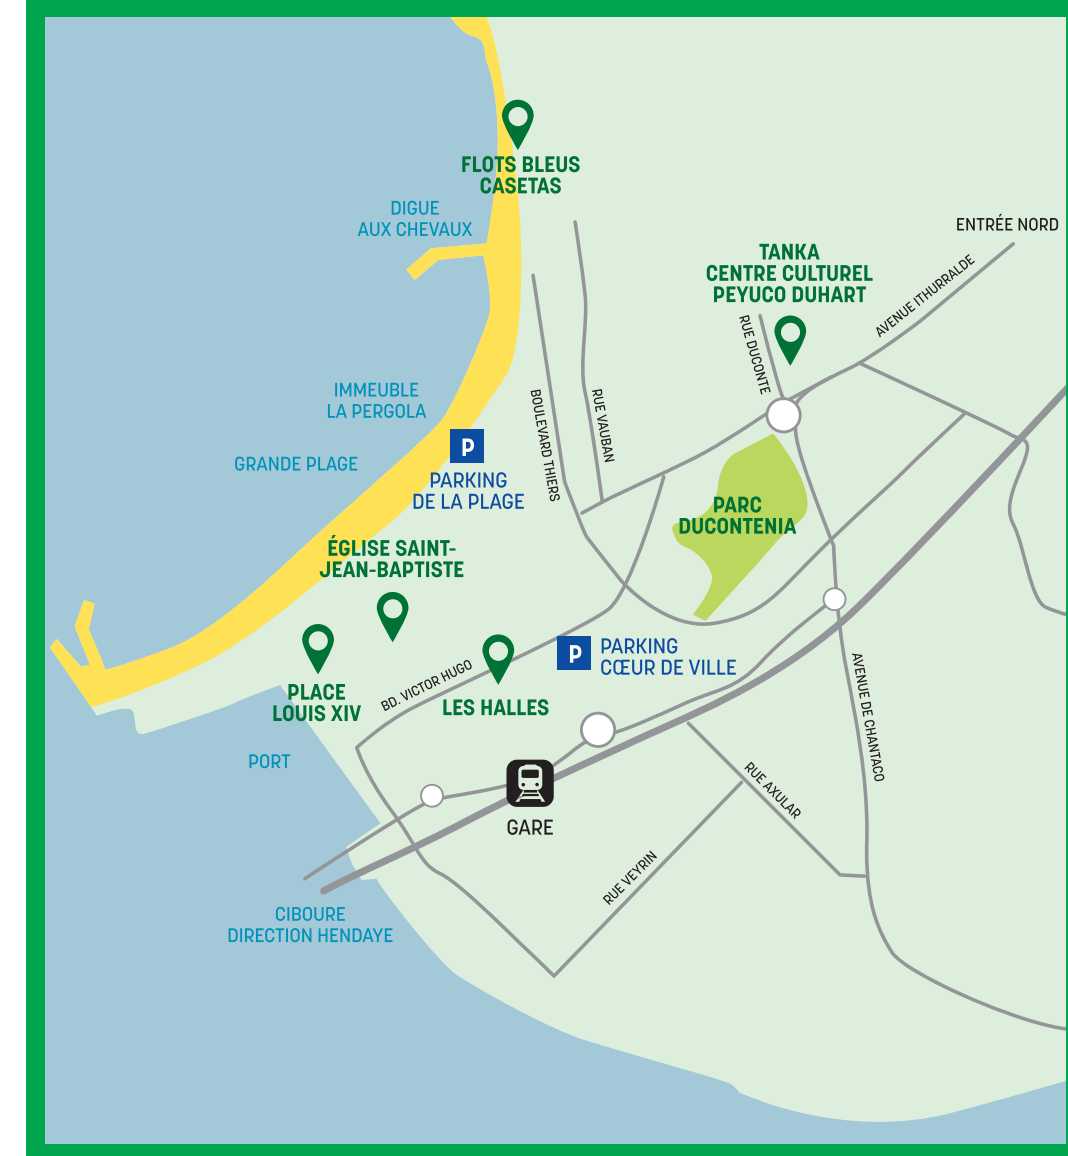 FLOTS BLEUS
CASETAS
DIGUE
AUX CHEVAUX
ENTRÉE NORD
TANKA
CENTRE CULTUREL
PEYUCO DUHART
AVENUE ITHURRALDE
RUE DUCONTE
IMMEUBLE
LA PERGOLA
BOULEVARD THIERS
RUE VAUBAN
P
GRANDE PLAGE
PARKING
DE LA PLAGE
PARC
DUCONTENIA
ÉGLISE SAINT-
JEAN-BAPTISTE
P
PARKING
CŒUR DE VILLE
PLACE
LOUIS XIV
BD. VICTOR HUGO
LES HALLES
AVENUE DE CHANTACO
PORT
RUE AXULAR
GARE
RUE VEYRIN
CIBOURE
DIRECTION HENDAYE